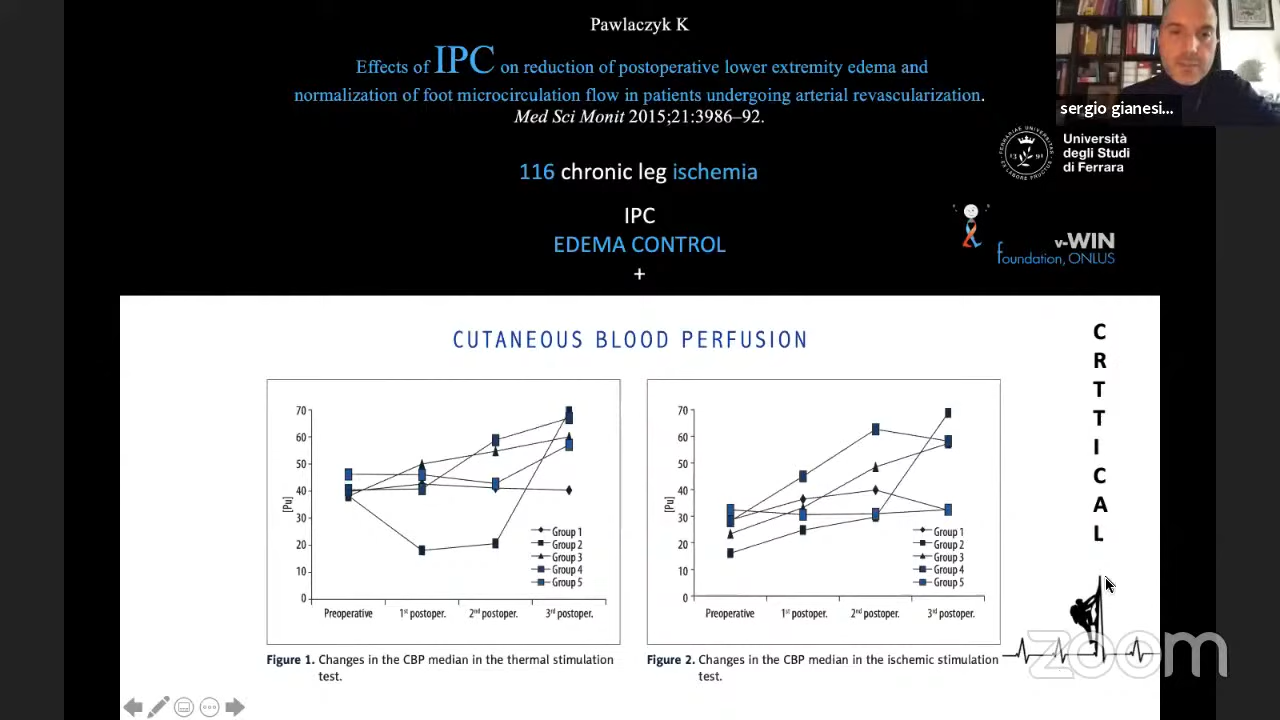 Pawlaczyk K
Effects of IPC on reduction of postoperative lower extremity edema and
normalization of foot microcirculation flow in patients undergoing arterial revascularization.
Med Sci Monit 2015;21:3986–92.
sergio gianesi...
Università
degli Studi
di Ferrara
116 chronic leg ischemia
IPC
EDEMA CONTROL
+
v-WIN
foundation, ONLUS
CUTANEOUS BLOOD PERFUSION
C
R
T
T
I
C
A
L
70
60
50
40
30
20
10
0
[Pu]
Group 1
Group 2
Group 3
Group 4
Group 5
Preoperative 1st postoper. 2nd postoper. 3rd postoper.
Figure 1. Changes in the CBP median in the thermal stimulation
test.
70
60
50
40
30
20
10
0
[Pu]
Group 1
Group 2
Group 3
Group 4
Group 5
Preoperative 1st postoper. 2nd postoper. 3rd postoper.
Figure 2. Changes in the CBP median in the ischemic stimulation
test.
zoom